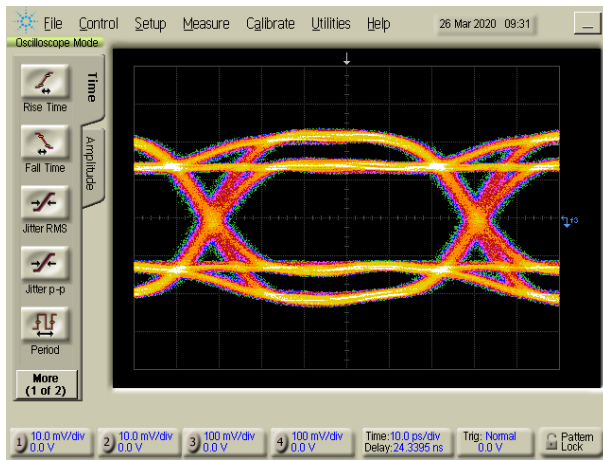 File Control Setup Measure Calibrate Utilities Help 26 Mar 2020 09:31
Oscilloscope Mode
Time
Amplitude
Rise Time
Fall Time
Jitter RMS
Jitter p-p
Period
More
(1 of 2)
f3
1) 10.0 mV/div
0.0 V
2) 10.0 mV/div
0.0 V
3) 100 mV/div
0.0 V
4) 100 mV/div
0.0 V
Time:10.0 ps/div
Delay:24.3395 ns
Trig: Normal
0.0 V
Pattern
Lock